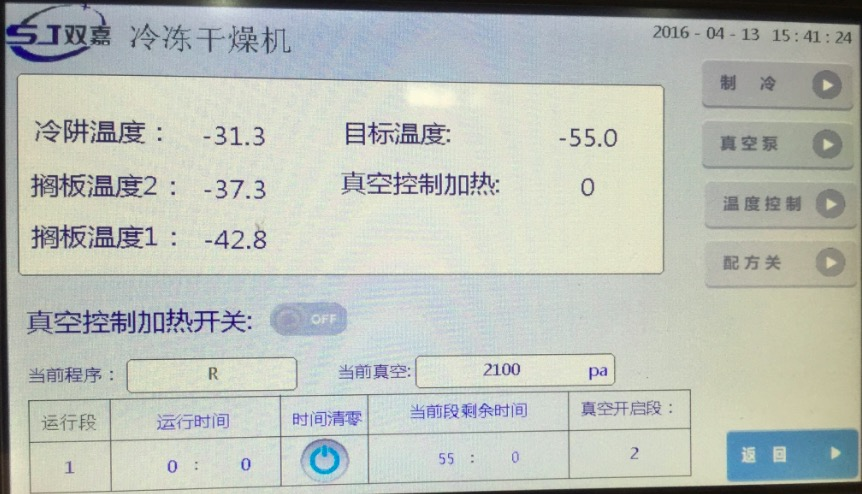 SJ双嘉 冷冻干燥机 2016-04-13 15:41:24
冷阱温度： -31.3 目标温度: -55.0
搁板温度2： -37.3 真空控制加热: 0
搁板温度1： -42.8
制 冷
真空泵
温度控制
配方关
真空控制加热开关: OFF
当前程序： R 当前真空: 2100 pa
运行段 运行时间 时间清零 当前段剩余时间 真空开启段：
1 0 : 0 55 : 0 2
返 回